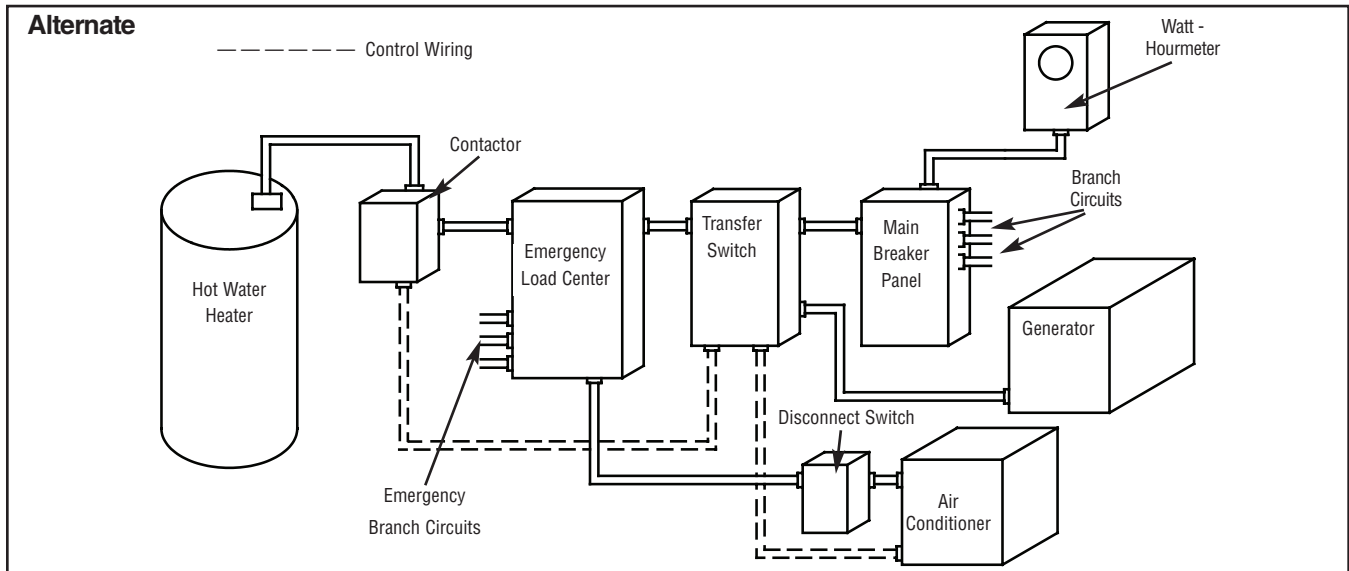 Alternate
Control Wiring
Watt -
Hourmeter
Contactor
Branch
Circuits
Transfer
Switch
Main
Breaker
Panel
Emergency
Load Center
Hot Water
Heater
Generator
Disconnect Switch
Emergency
Branch Circuits
Air
Conditioner